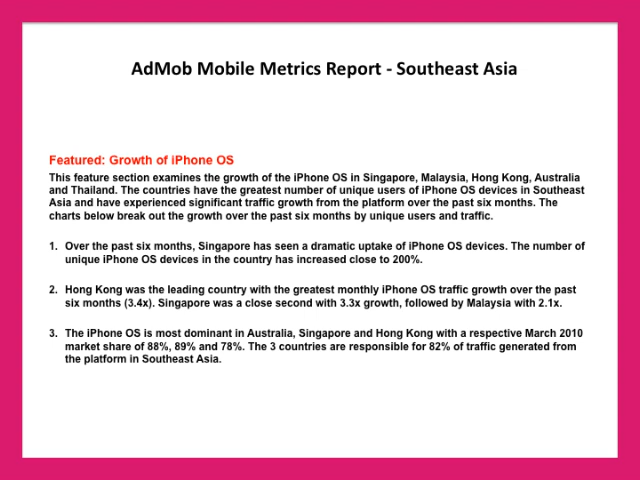 AdMob Mobile Metrics Report - Southeast Asia
Featured: Growth of iPhone OS
This feature section examines the growth of the iPhone OS in Singapore, Malaysia, Hong Kong, Australia
and Thailand. The countries have the greatest number of unique users of iPhone OS devices in Southeast
Asia and have experienced significant traffic growth from the platform over the past six months. The
charts below break out the growth over the past six months by unique users and traffic.
1. Over the past six months, Singapore has seen a dramatic uptake of iPhone OS devices. The number of
unique iPhone OS devices in the country has increased close to 200%.
2. Hong Kong was the leading country with the greatest monthly iPhone OS traffic growth over the past
six months (3.4x). Singapore was a close second with 3.3x growth, followed by Malaysia with 2.1x.
3. The iPhone OS is most dominant in Australia, Singapore and Hong Kong with a respective March 2010
market share of 88%, 89% and 78%. The 3 countries are responsible for 82% of traffic generated from
the platform in Southeast Asia.